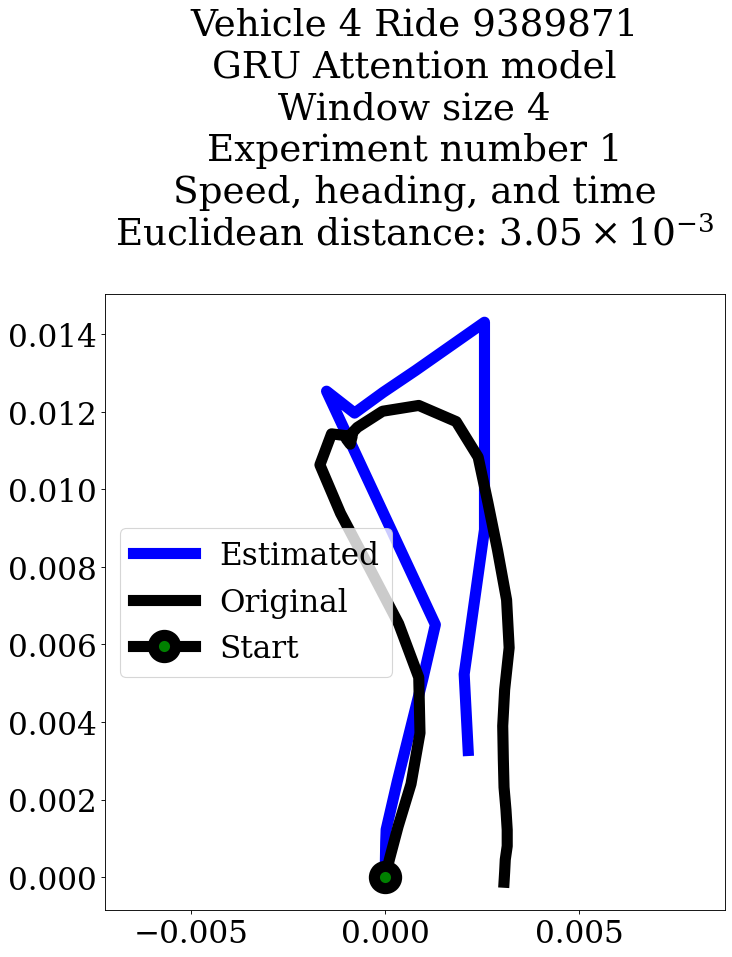 Vehicle 4 Ride 9389871
GRU Attention model
Window size 4
Experiment number 1
Speed, heading, and time
Euclidean distance: 3.05 × 10⁻³
0.014
0.012
0.010
0.008
0.006
0.004
0.002
0.000
Estimated
Original
Start
−0.005
0.000
0.005